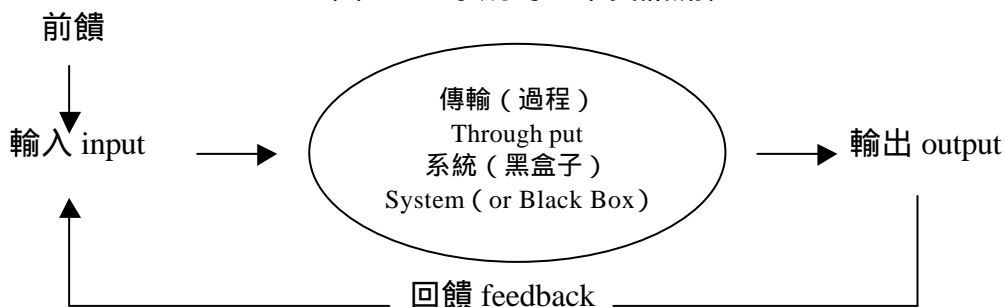 前饋
傳輸（過程）
Through put
輸入 input
系統（黑盒子）
輸出 output
System（or Black Box）
回饋 feedback